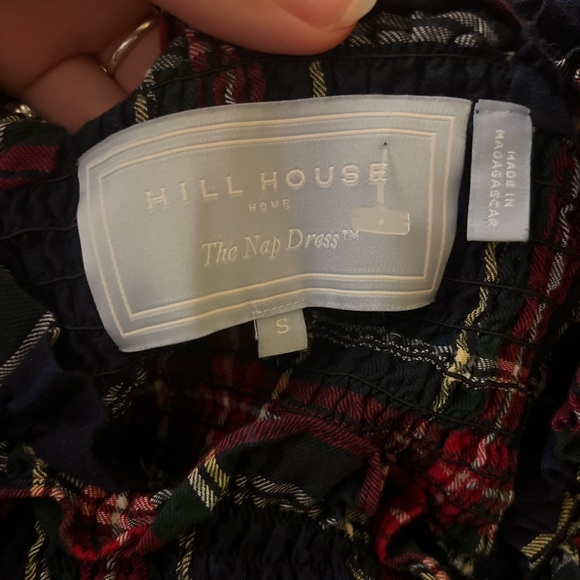 HILL HOUSE
HOME
The Nap Dress™
S
MADE IN
MADAGASCAR